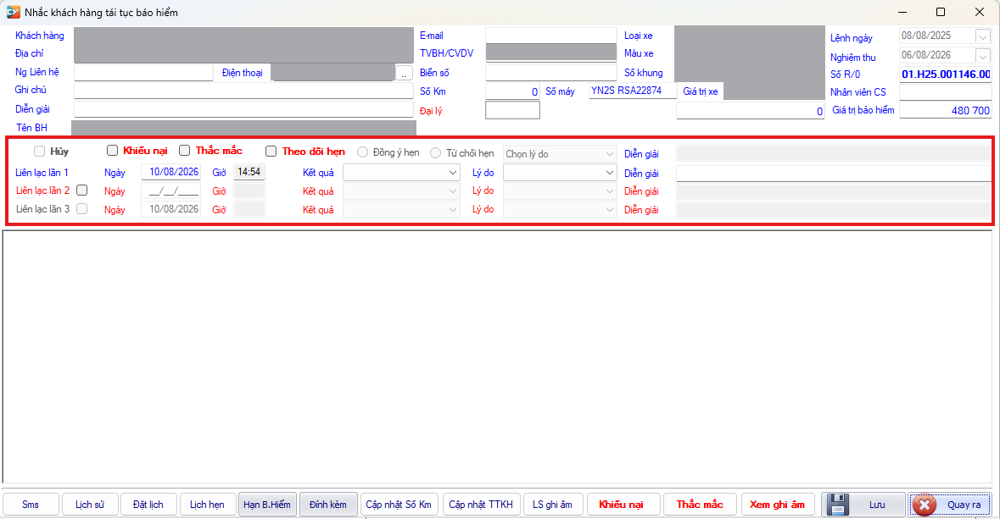 Nhắc khách hàng tái tục bảo hiểm
Khách hàng E-mail Loại xe Lệnh ngày 08/08/2025
Địa chỉ TVBH/CVDV Màu xe Nghiệm thu 06/08/2026
Ng Liên hệ Điện thoại .. Biển số Số khung Số R/0 01.H25.001146.00
Ghi chú Số Km 0 Số máy YN2S RSA22874 Giá trị xe Nhân viên CS
Diễn giải Đại lý 0 Giá trị bảo hiểm 480 700
Tên BH
Hủy Khiếu nại Thắc mắc Theo dõi hẹn Đồng ý hẹn Từ chối hẹn Chọn lý do Diễn giải
Liên lạc lần 1 Ngày 10/08/2026 Giờ 14:54 Kết quả Lý do Diễn giải
Liên lạc lần 2 Ngày __/__/____ Giờ Kết quả Lý do Diễn giải
Liên lạc lần 3 Ngày 10/08/2026 Giờ Kết quả Lý do Diễn giải
Sms Lịch sử Đặt lịch Lịch hẹn Hạn B.Hiểm Đính kèm Cập nhật Số Km Cập nhật TTKH LS ghi âm Khiếu nại Thắc mắc Xem ghi âm Lưu Quay ra